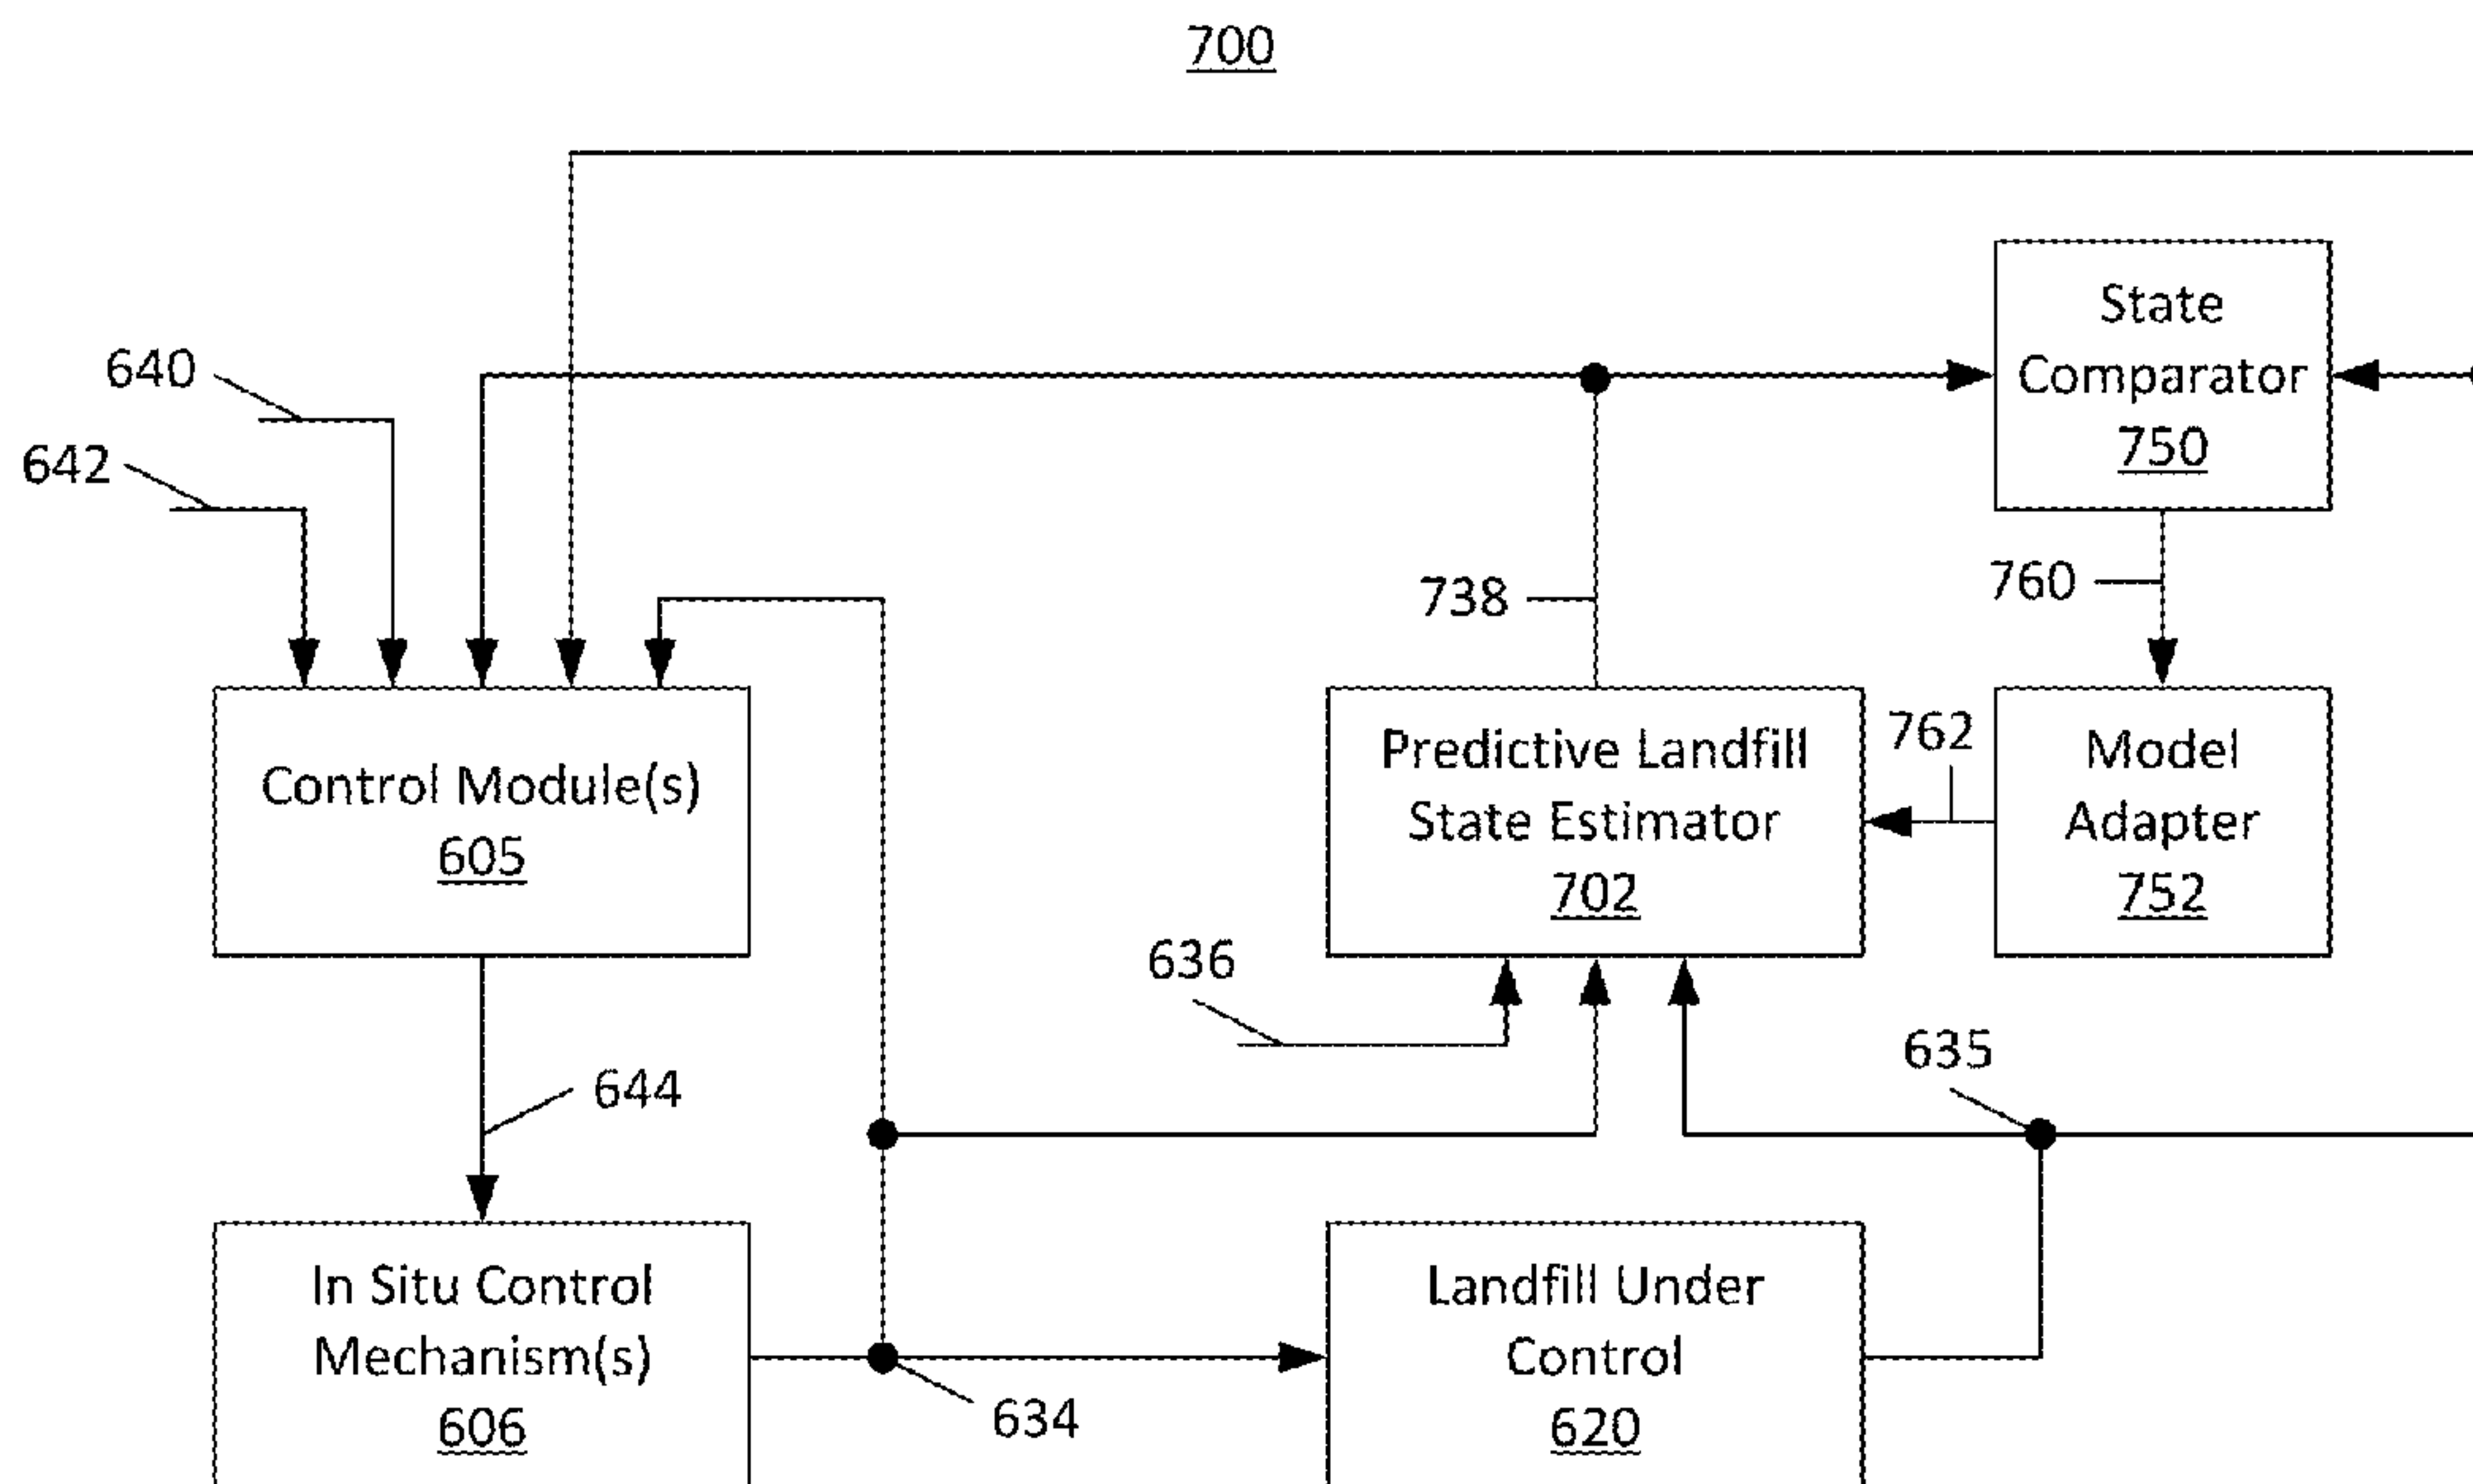 700
640
642
State
Comparator
750
738
760
Control Module(s)
605
Predictive Landfill
State Estimator
702
762
Model
Adapter
752
636
635
644
In Situ Control
Mechanism(s)
606
634
Landfill Under
Control
620